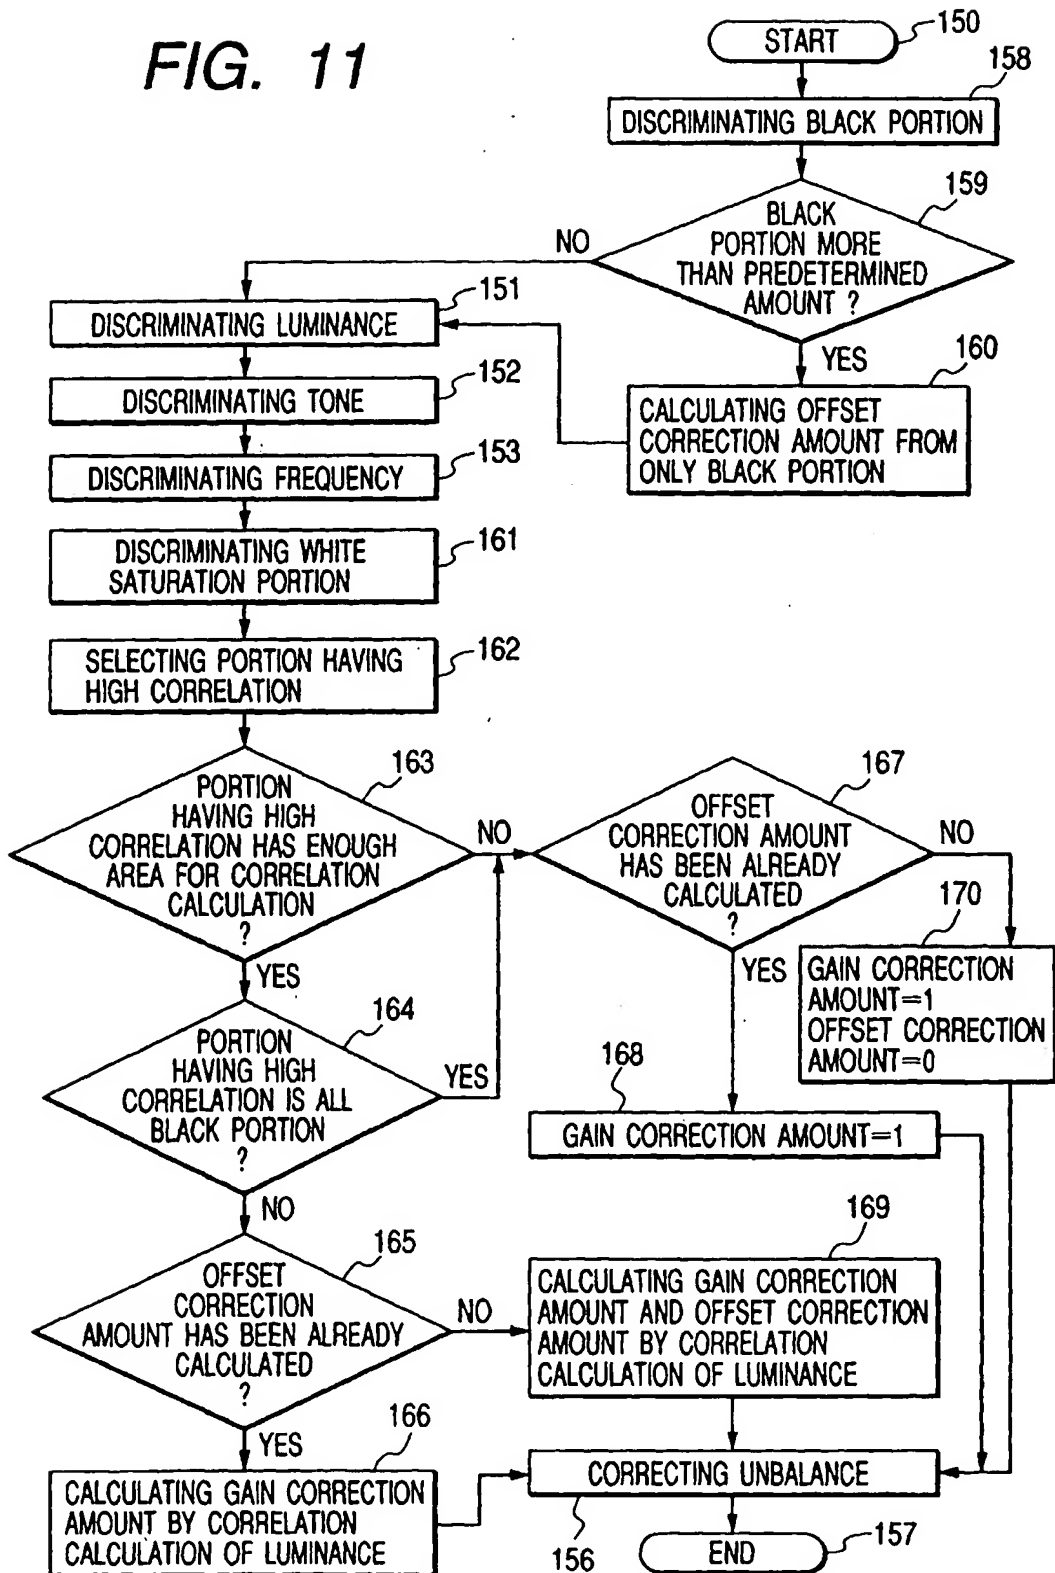 FIG. 11
START
150
158
DISCRIMINATING BLACK PORTION
159
BLACK
PORTION MORE
THAN PREDETERMINED
AMOUNT ?
NO
YES
160
CALCULATING OFFSET
CORRECTION AMOUNT FROM
ONLY BLACK PORTION
151
DISCRIMINATING LUMINANCE
152
DISCRIMINATING TONE
153
DISCRIMINATING FREQUENCY
161
DISCRIMINATING WHITE
SATURATION PORTION
162
SELECTING PORTION HAVING
HIGH CORRELATION
163
PORTION
HAVING HIGH
CORRELATION HAS ENOUGH
AREA FOR CORRELATION
CALCULATION
?
NO
YES
164
PORTION
HAVING HIGH
CORRELATION IS ALL
BLACK PORTION
?
YES
NO
167
OFFSET
CORRECTION AMOUNT
HAS BEEN ALREADY
CALCULATED
?
NO
YES
170
GAIN CORRECTION
AMOUNT=1
OFFSET CORRECTION
AMOUNT=0
168
GAIN CORRECTION AMOUNT=1
165
OFFSET
CORRECTION
AMOUNT HAS BEEN ALREADY
CALCULATED
?
NO
YES
169
CALCULATING GAIN CORRECTION
AMOUNT AND OFFSET CORRECTION
AMOUNT BY CORRELATION
CALCULATION OF LUMINANCE
166
CALCULATING GAIN CORRECTION
AMOUNT BY CORRELATION
CALCULATION OF LUMINANCE
CORRECTING UNBALANCE
156
END
157